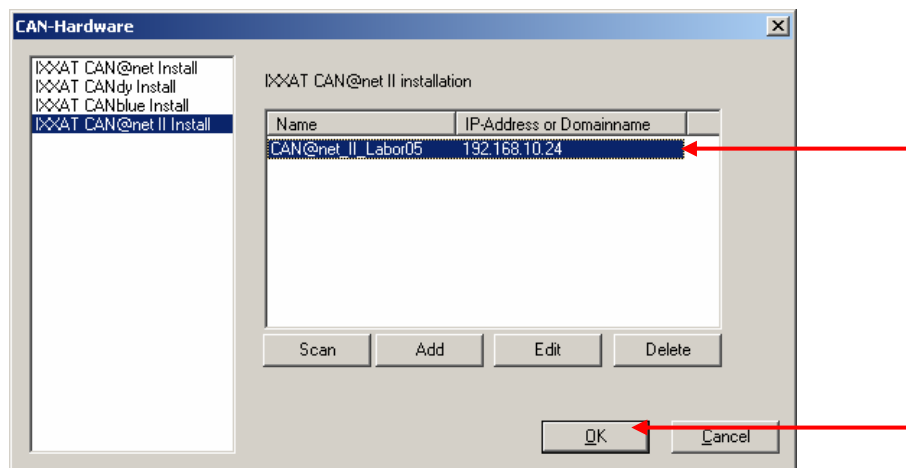 CAN-Hardware
IXXAT CAN@net Install
IXXAT CANdy Install
IXXAT CANblue Install
IXXAT CAN@net II Install
IXXAT CAN@net II installation
Name IP-Address or Domainname
CAN@net_II_Labor05 192.168.10.24
Scan Add Edit Delete
OK Cancel